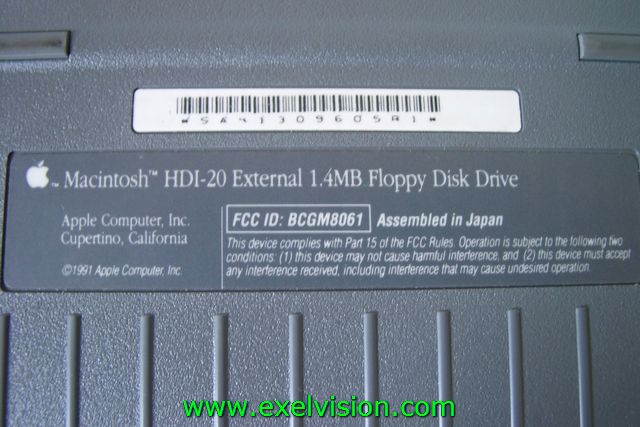 Macintosh™ HDI-20 External 1.4MB Floppy Disk Drive
Apple Computer, Inc.
Cupertino, California
©1991 Apple Computer, Inc.
FCC ID: BCGM8061 Assembled in Japan
This device complies with Part 15 of the FCC Rules. Operation is subject to the following two
conditions: (1) this device may not cause harmful interference, and (2) this device must accept
any interference received, including interference that may cause undesired operation.
www.exelvision.com